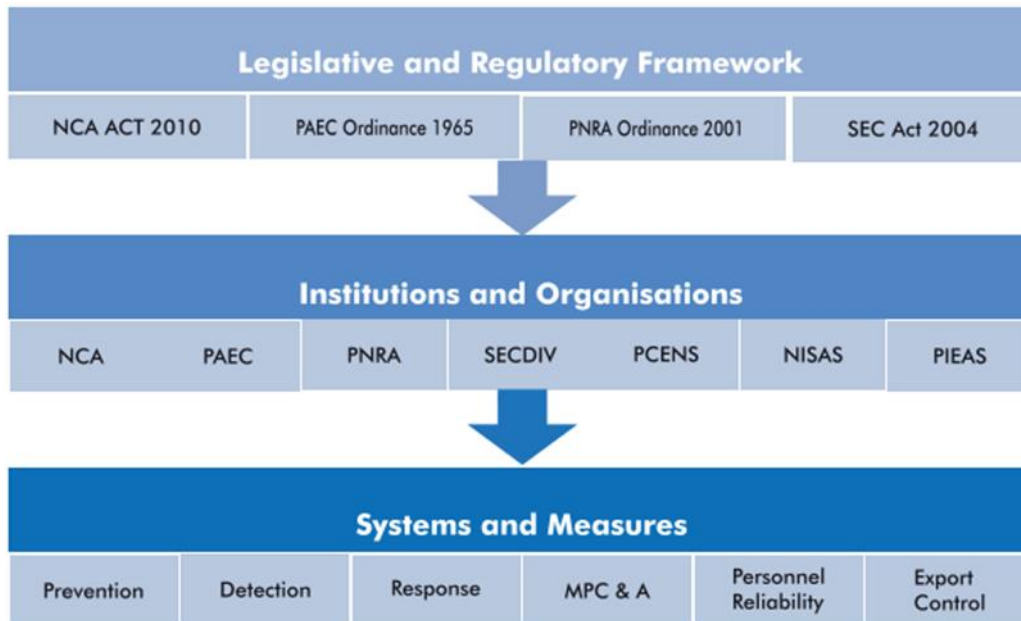 Legislative and Regulatory Framework
NCA ACT 2010
PAEC Ordinance 1965
PNRA Ordinance 2001
SEC Act 2004
Institutions and Organisations
NCA
PAEC
PNRA
SECDIV
PCENS
NISAS
PIEAS
Systems and Measures
Prevention
Detection
Response
MPC & A
Personnel
Reliability
Export
Control